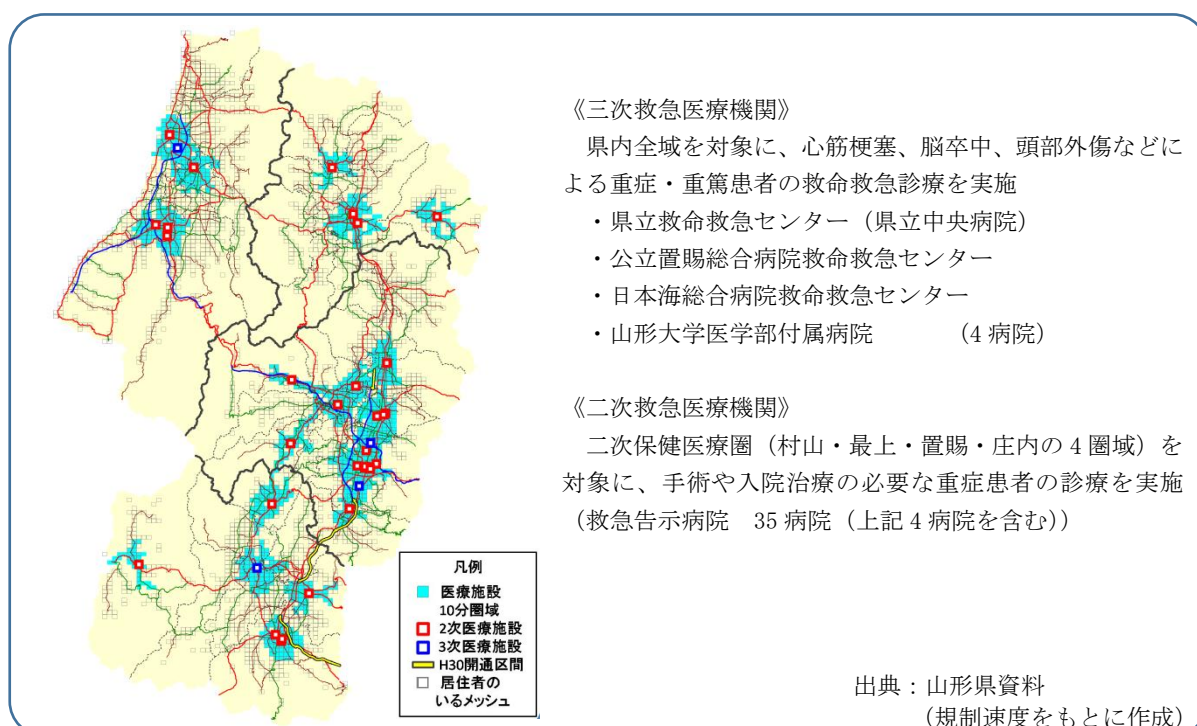 《三次救急医療機関》
県内全域を対象に、心筋梗塞、脳卒中、頭部外傷などに
よる重症・重篤患者の救命救急診療を実施
・県立救命救急センター（県立中央病院）
・公立置賜総合病院救命救急センター
・日本海総合病院救命救急センター
・山形大学医学部付属病院　　　（4 病院）
《二次救急医療機関》
二次保健医療圏（村山・最上・置賜・庄内の 4 圏域）を
対象に、手術や入院治療の必要な重症患者の診療を実施
（救急告示病院　35 病院（上記 4 病院を含む））
凡例
医療施設
10分圏域
2次医療施設
3次医療施設
H30開通区間
居住者の
いるメッシュ
出典：山形県資料
（規制速度をもとに作成）